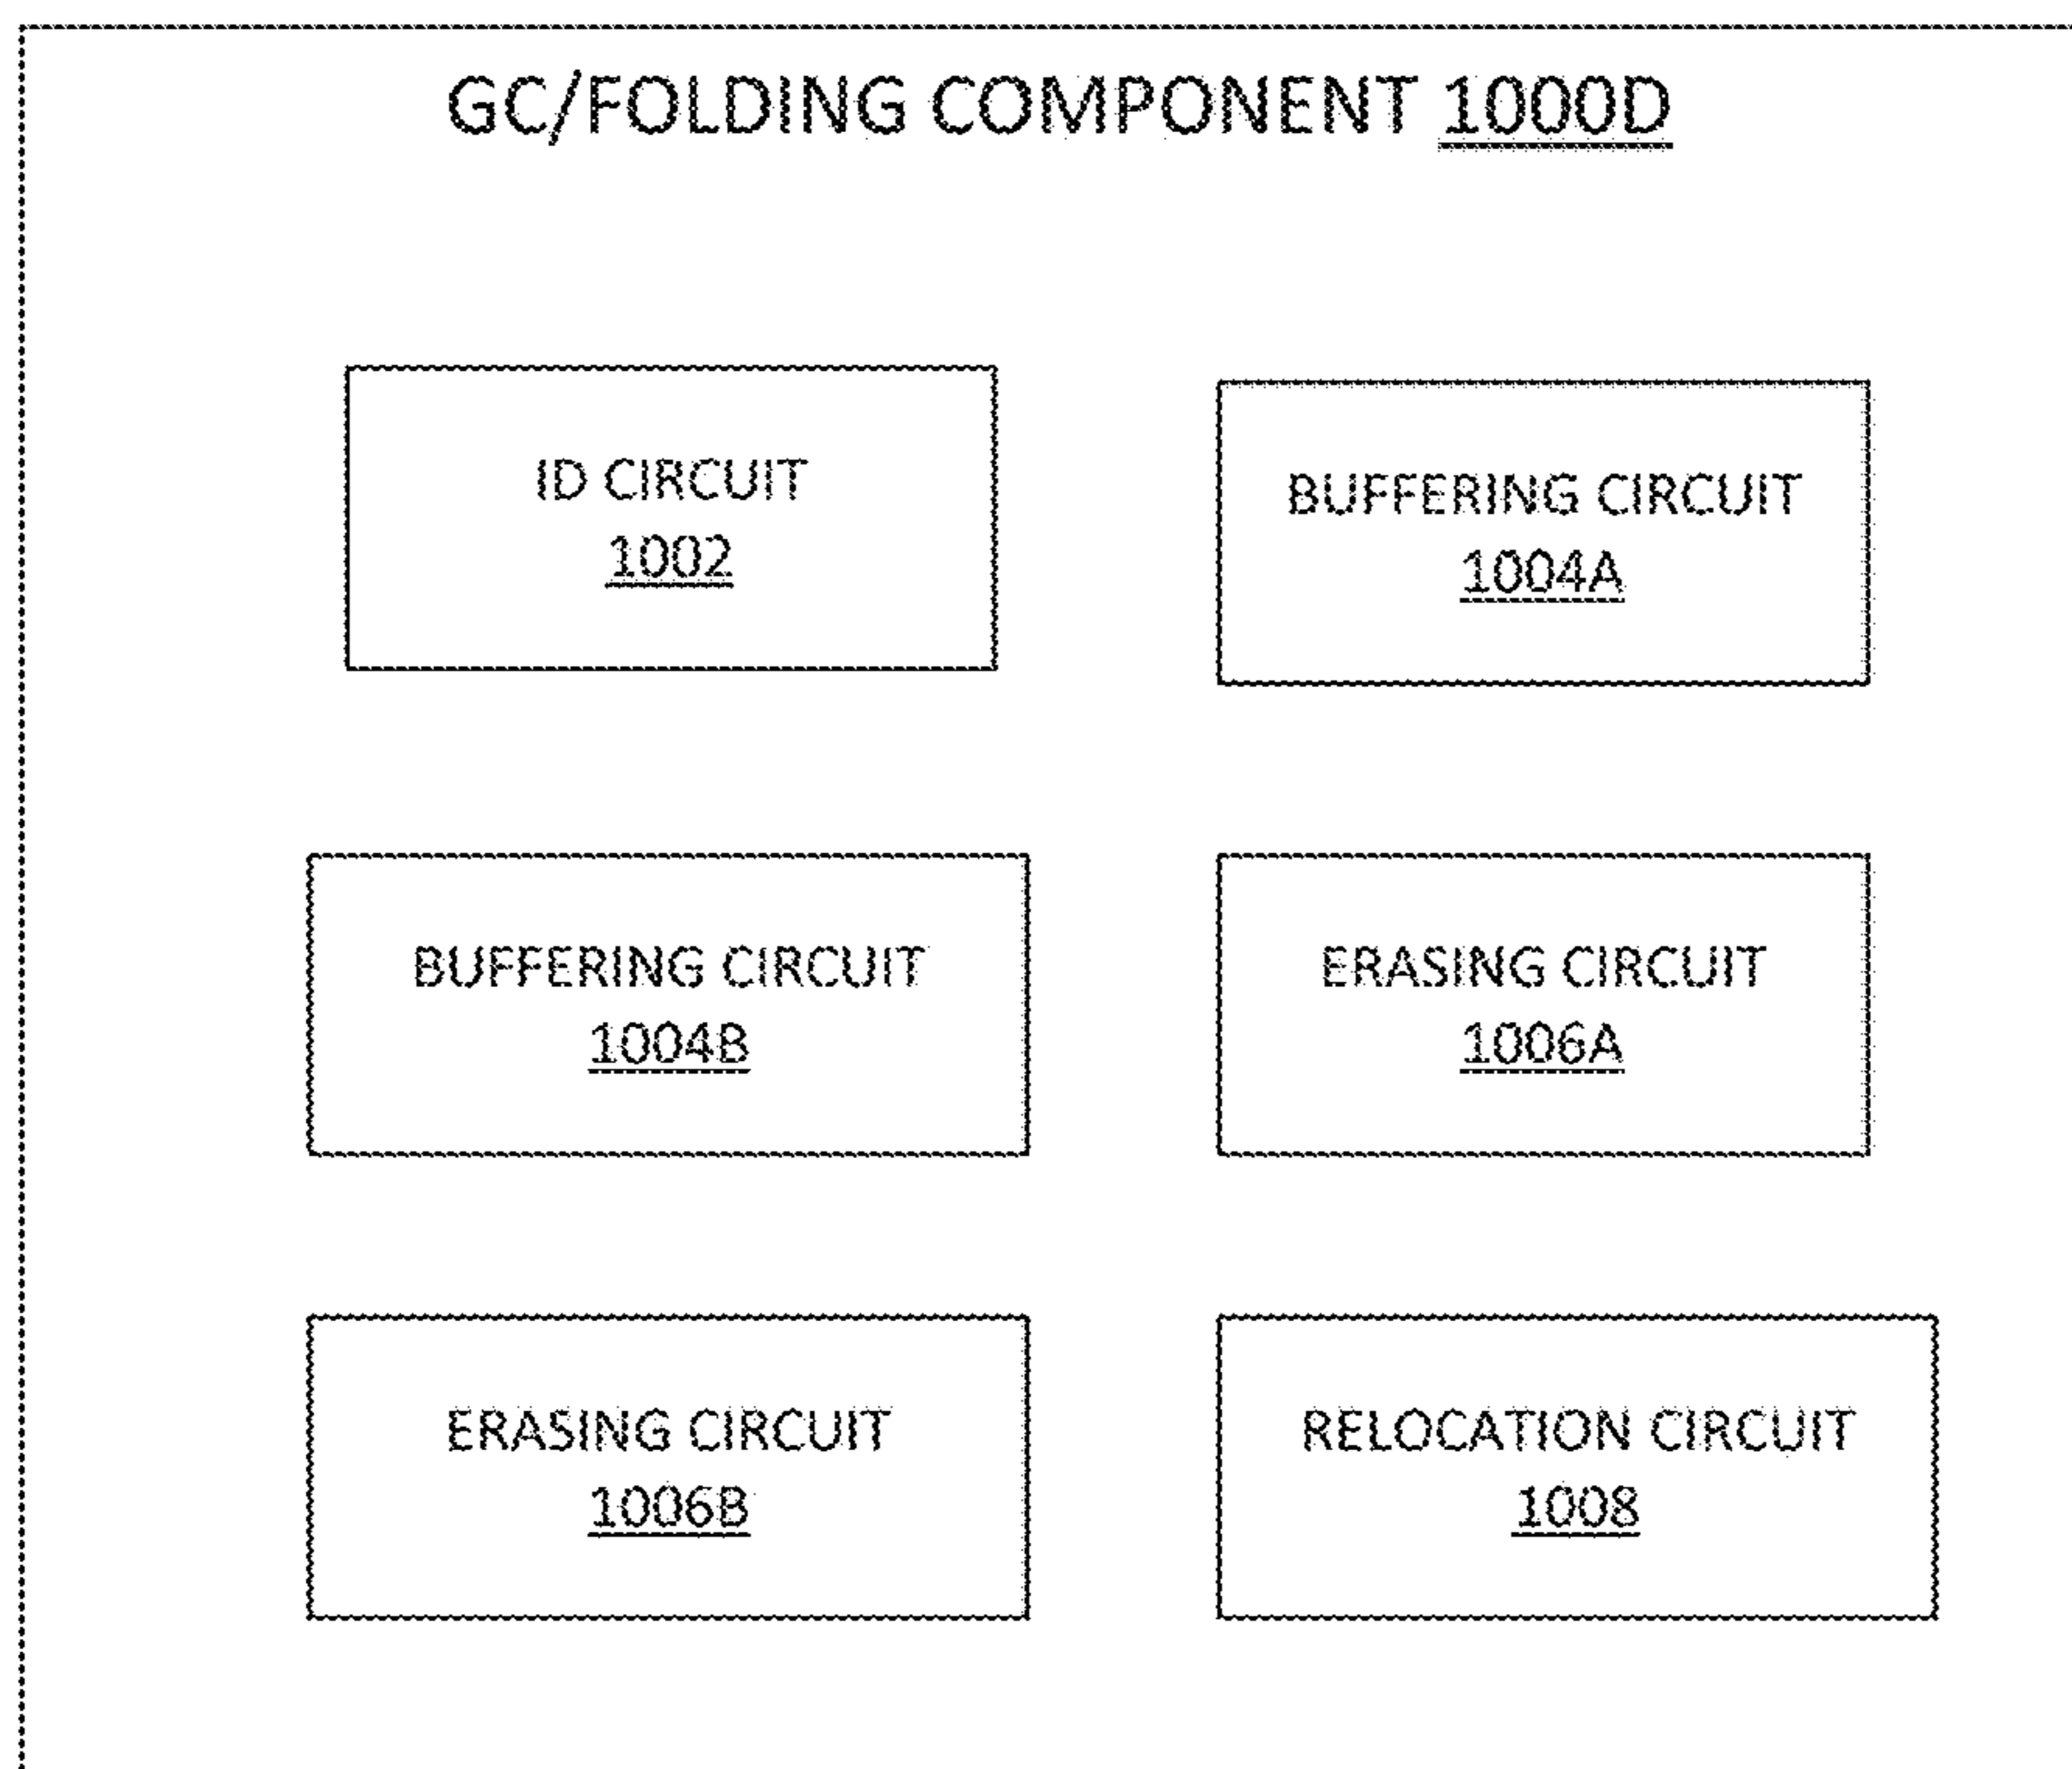 GC/FOLDING COMPONENT 1000D
ID CIRCUIT
1002
BUFFERING CIRCUIT
1004A
BUFFERING CIRCUIT
1004B
ERASING CIRCUIT
1006A
ERASING CIRCUIT
1006B
RELOCATION CIRCUIT
1008